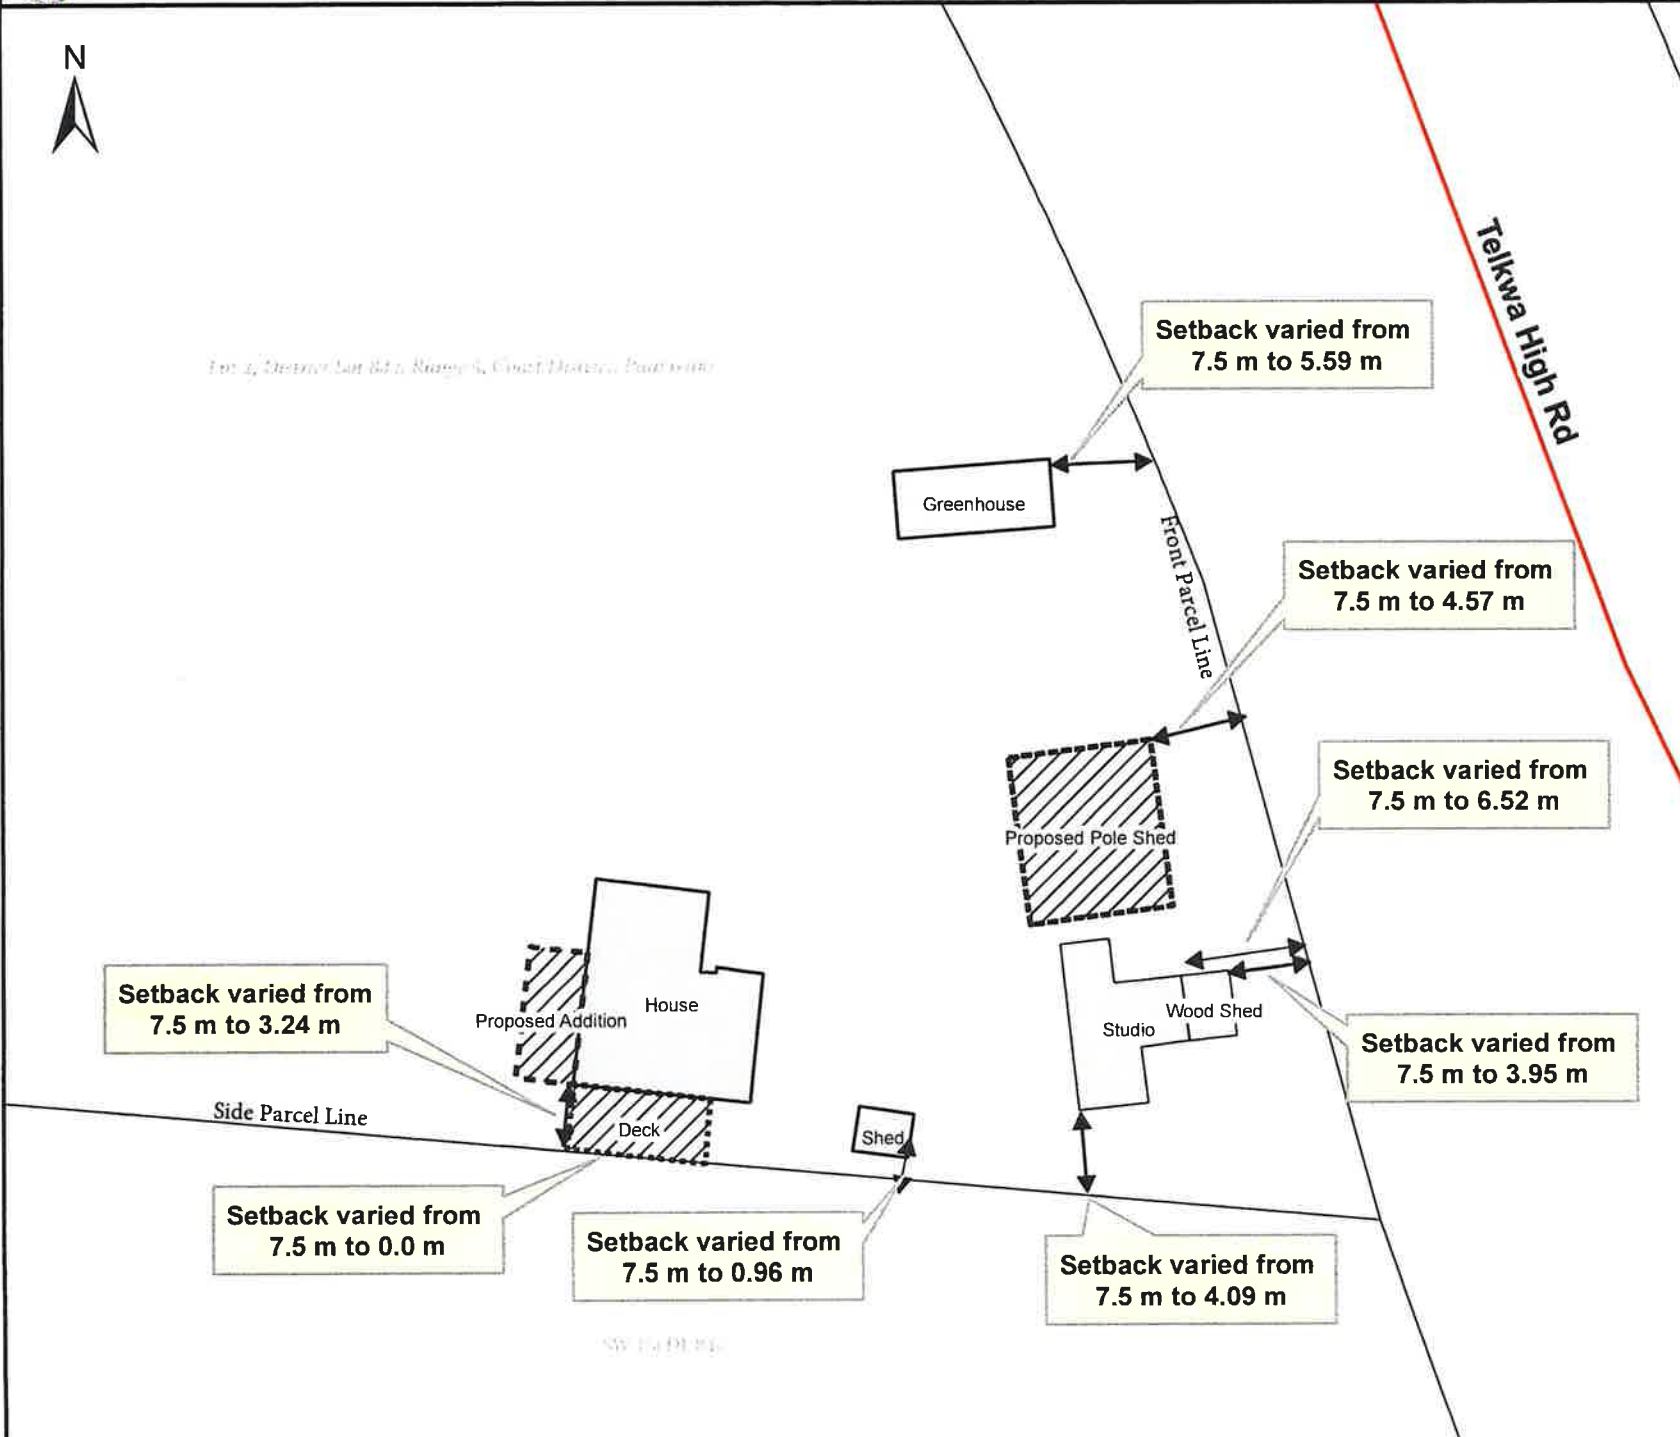 N
Telkwa High Rd
Setback varied from
7.5 m to 5.59 m
Greenhouse
Front Parcel Line
Setback varied from
7.5 m to 4.57 m
Setback varied from
7.5 m to 6.52 m
Proposed Pole Shed
Setback varied from
7.5 m to 3.24 m
House
Proposed Addition
Wood Shed
Studio
Setback varied from
7.5 m to 3.95 m
Side Parcel Line
Deck
Shed
Setback varied from
7.5 m to 0.0 m
Setback varied from
7.5 m to 0.96 m
Setback varied from
7.5 m to 4.09 m